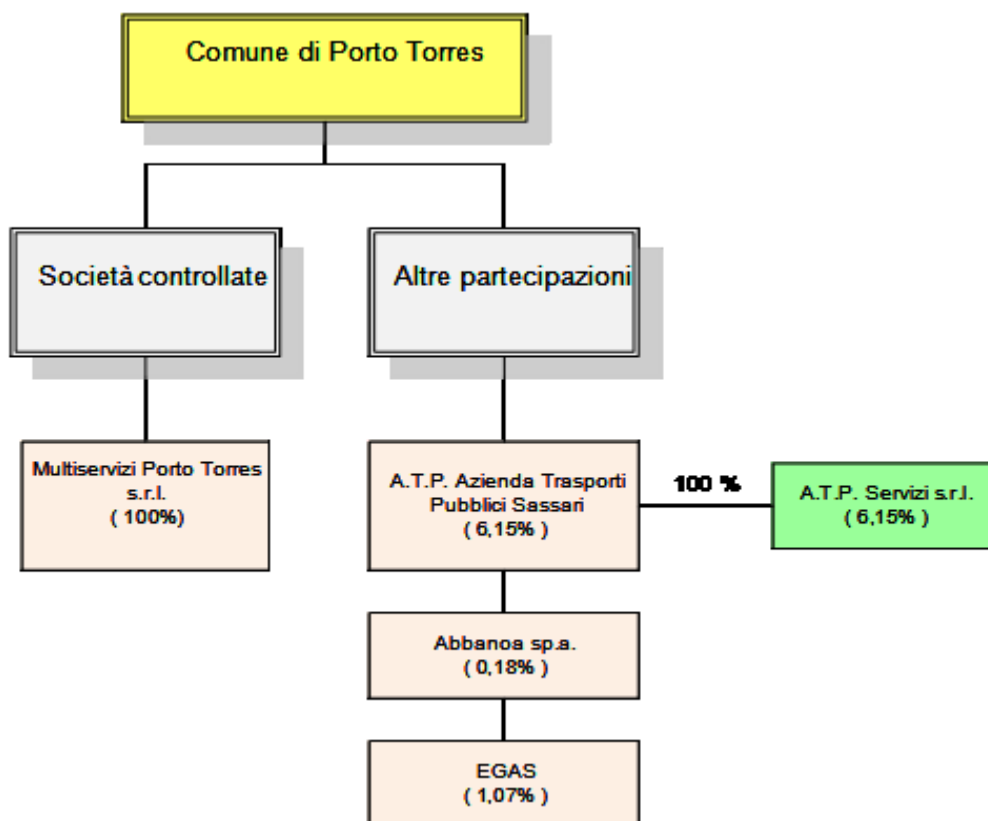 Comune di Porto Torres
Società controllate
Altre partecipazioni
Multiservizi Porto Torres
s.r.l.
( 100%)
A.T.P. Azienda Trasporti
Pubblici Sassari
( 6,15% )
100 %
A.T.P. Servizi s.r.l.
( 6,15% )
Abbanoa sp.a.
( 0,18% )
EGAS
( 1,07% )